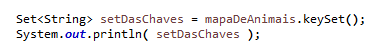 Set<String> setDasChaves = mapaDeAnimais.keySet();
System.out.println( setDasChaves );